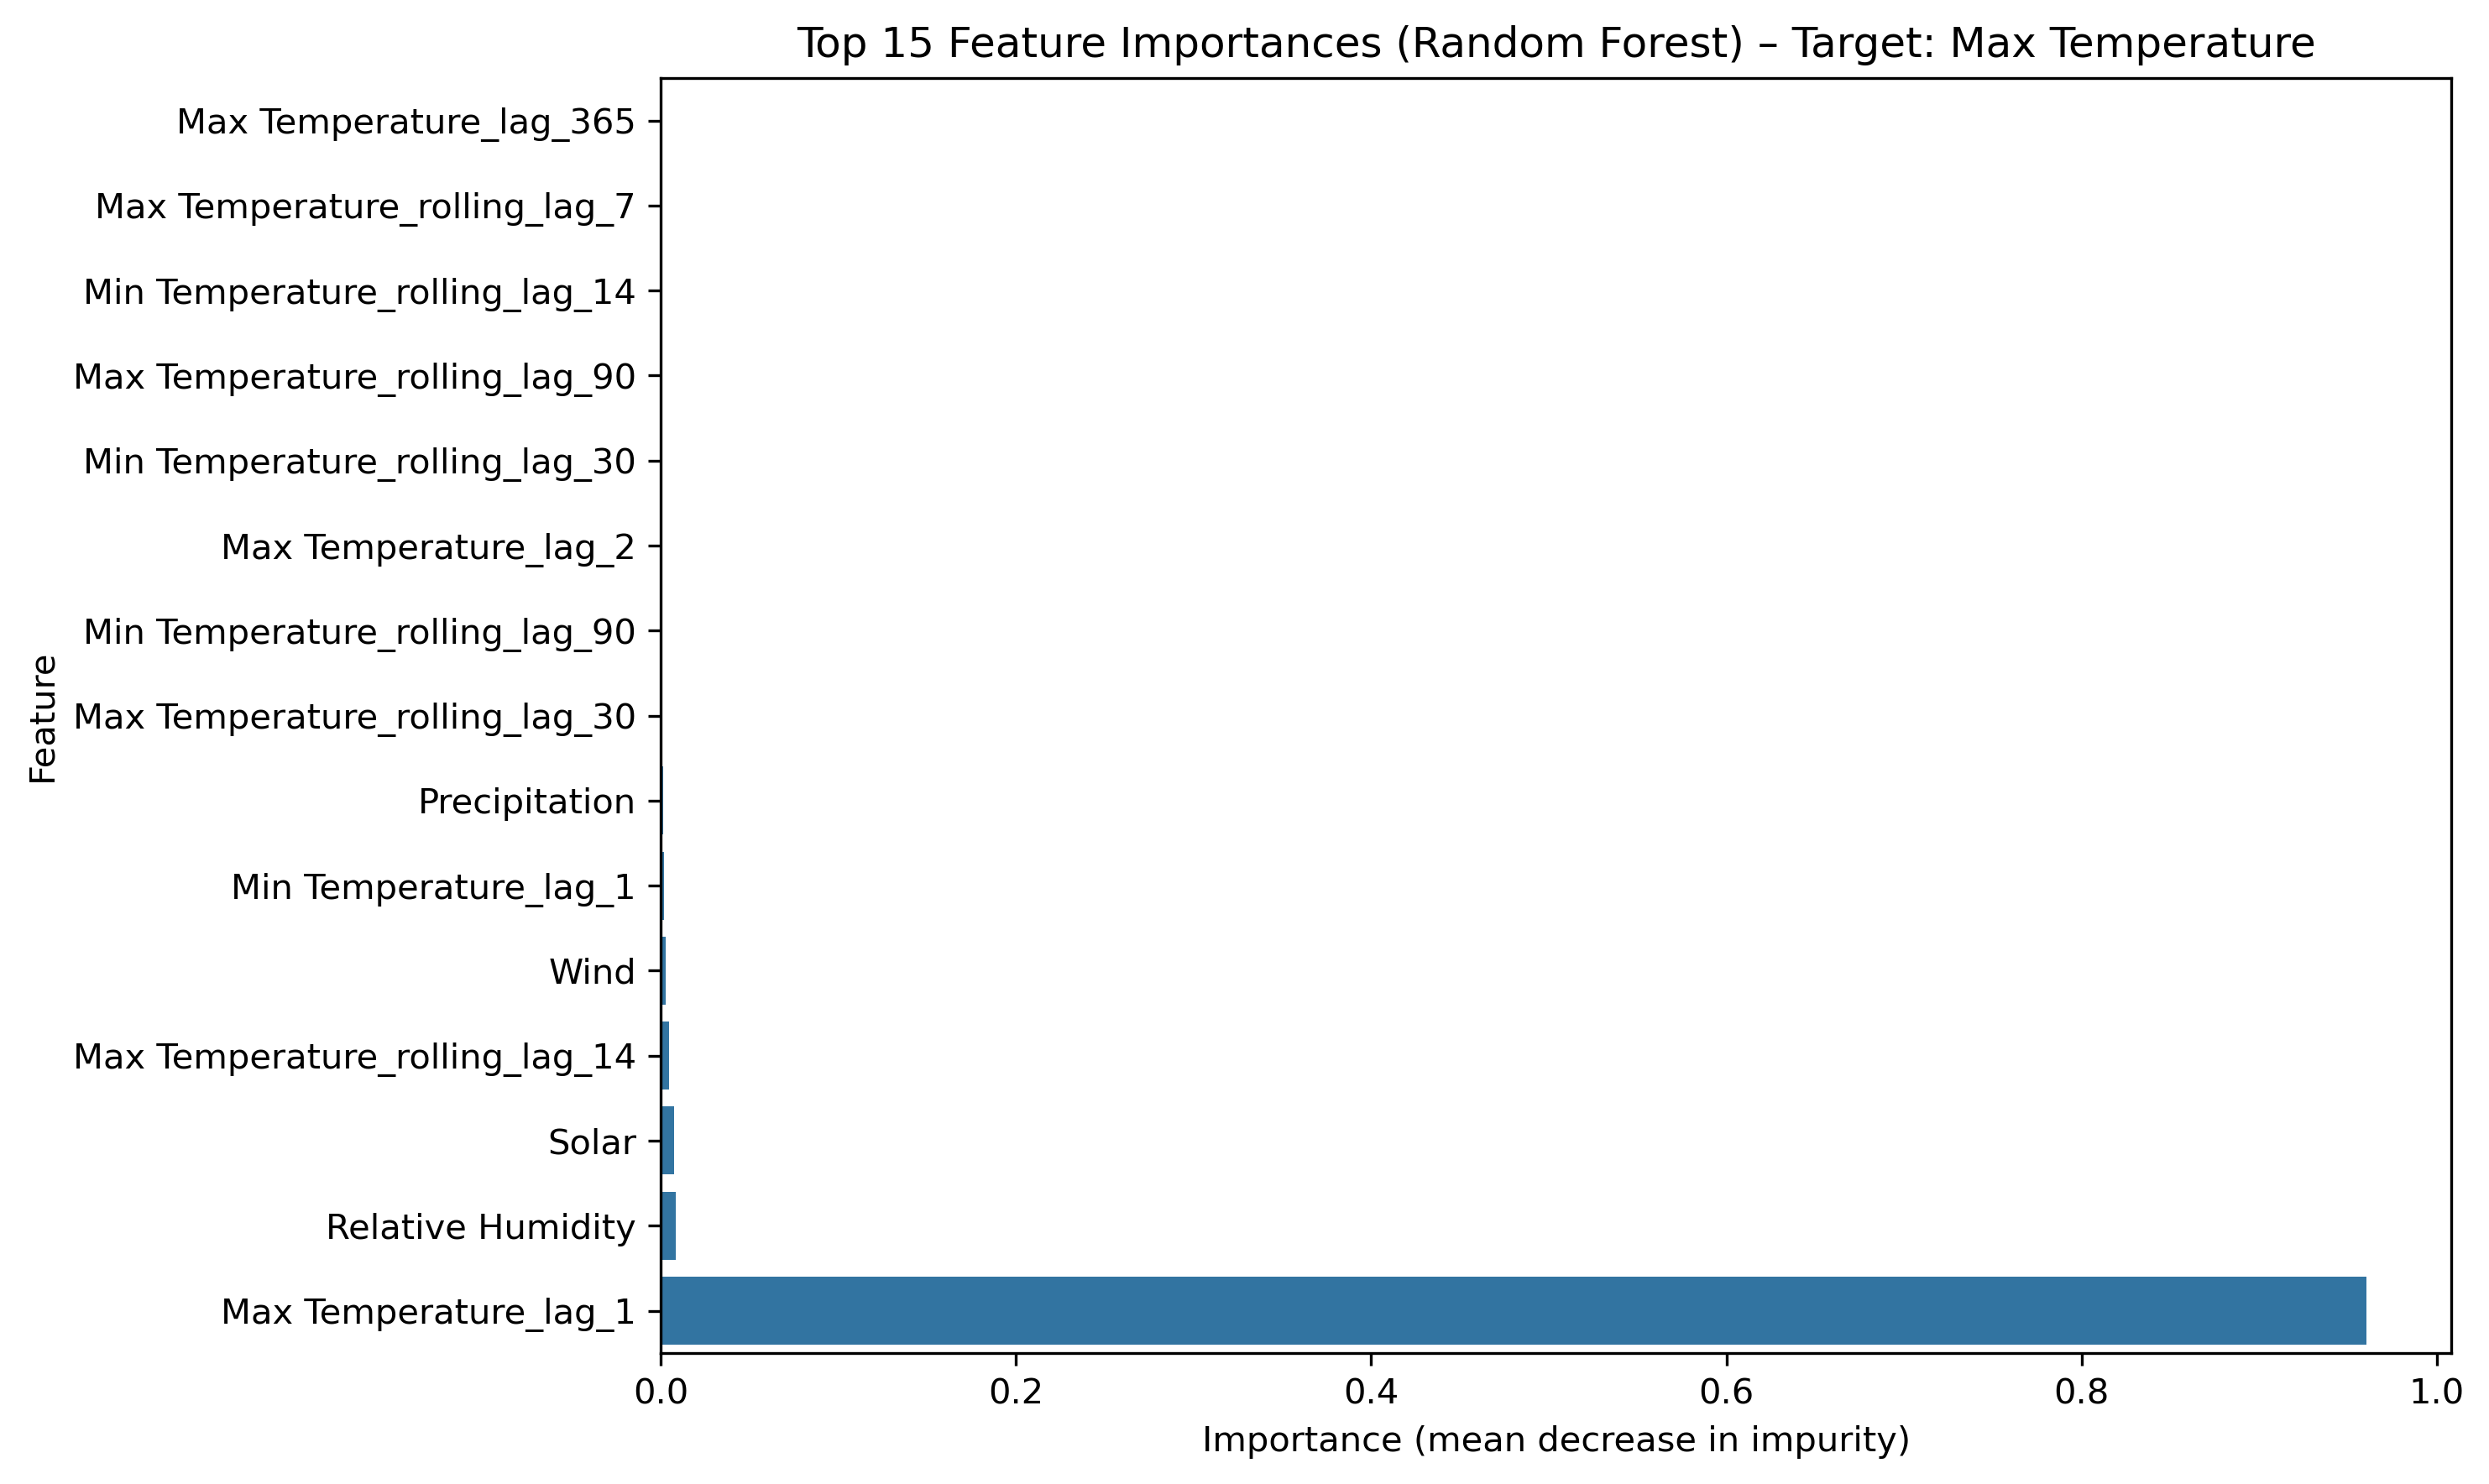 Top 15 Feature Importances (Random Forest) – Target: Max Temperature
Feature
Max Temperature_lag_365
Max Temperature_rolling_lag_7
Min Temperature_rolling_lag_14
Max Temperature_rolling_lag_90
Min Temperature_rolling_lag_30
Max Temperature_lag_2
Min Temperature_rolling_lag_90
Max Temperature_rolling_lag_30
Precipitation
Min Temperature_lag_1
Wind
Max Temperature_rolling_lag_14
Solar
Relative Humidity
Max Temperature_lag_1
0.0 0.2 0.4 0.6 0.8 1.0
Importance (mean decrease in impurity)